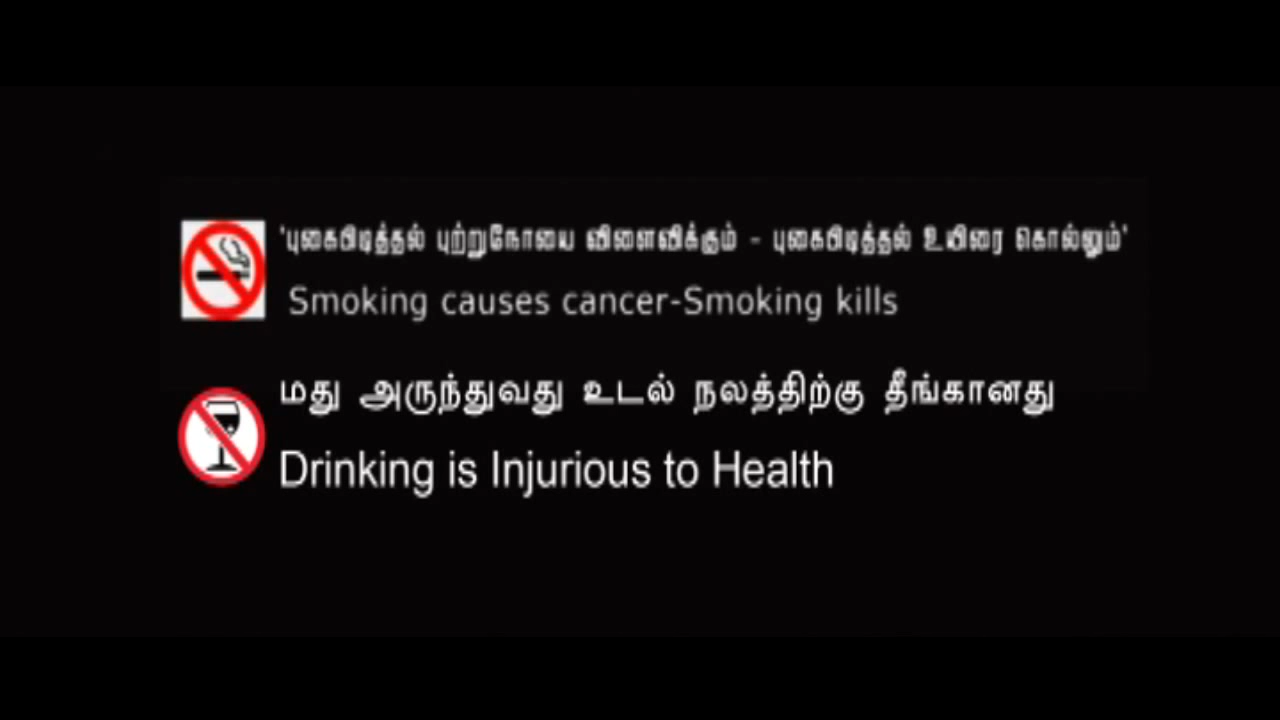 'புகைபிடித்தல் புற்றுநோயை விளைவிக்கும் - புகைபிடித்தல் உயிரை கொல்லும்'
Smoking causes cancer-Smoking kills
மது அருந்துவது உடல் நலத்திற்கு தீங்கானது
Drinking is Injurious to Health